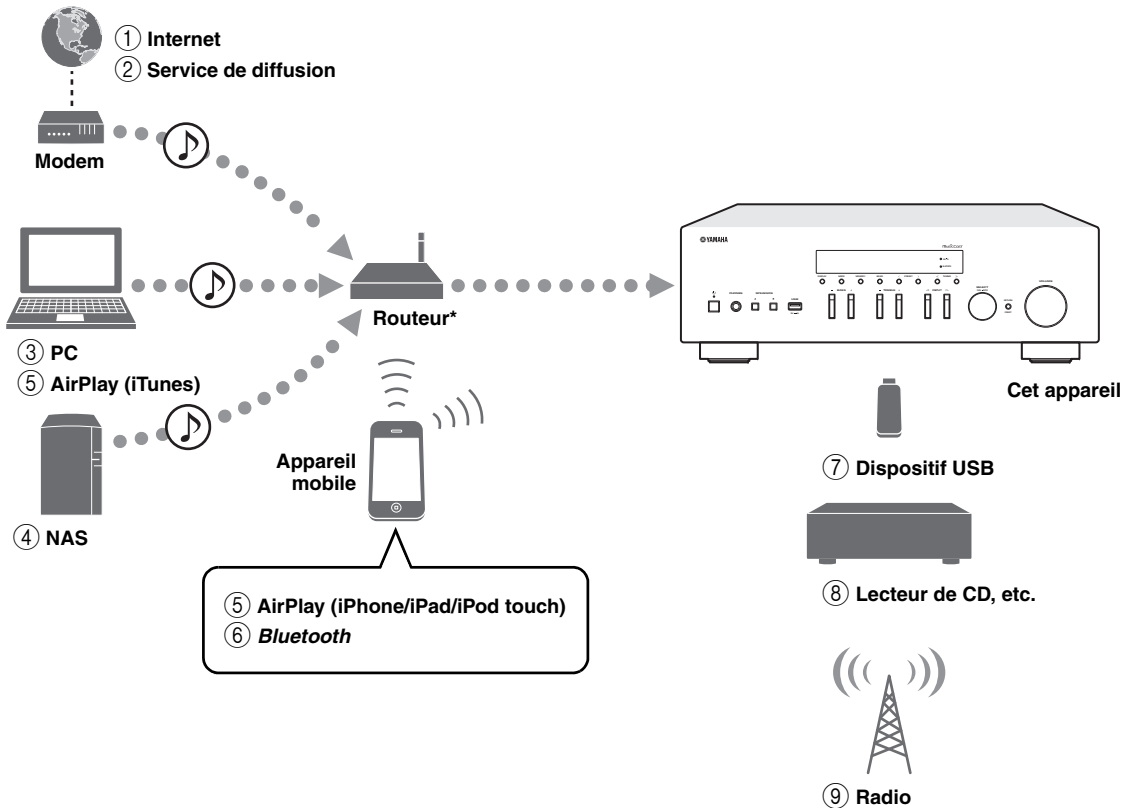 ① Internet
② Service de diffusion
Modem
③ PC
⑤ AirPlay (iTunes)
④ NAS
Routeur*
Appareil
mobile
⑤ AirPlay (iPhone/iPad/iPod touch)
⑥ Bluetooth
YAMAHA
Cet appareil
⑦ Dispositif USB
⑧ Lecteur de CD, etc.
⑨ Radio